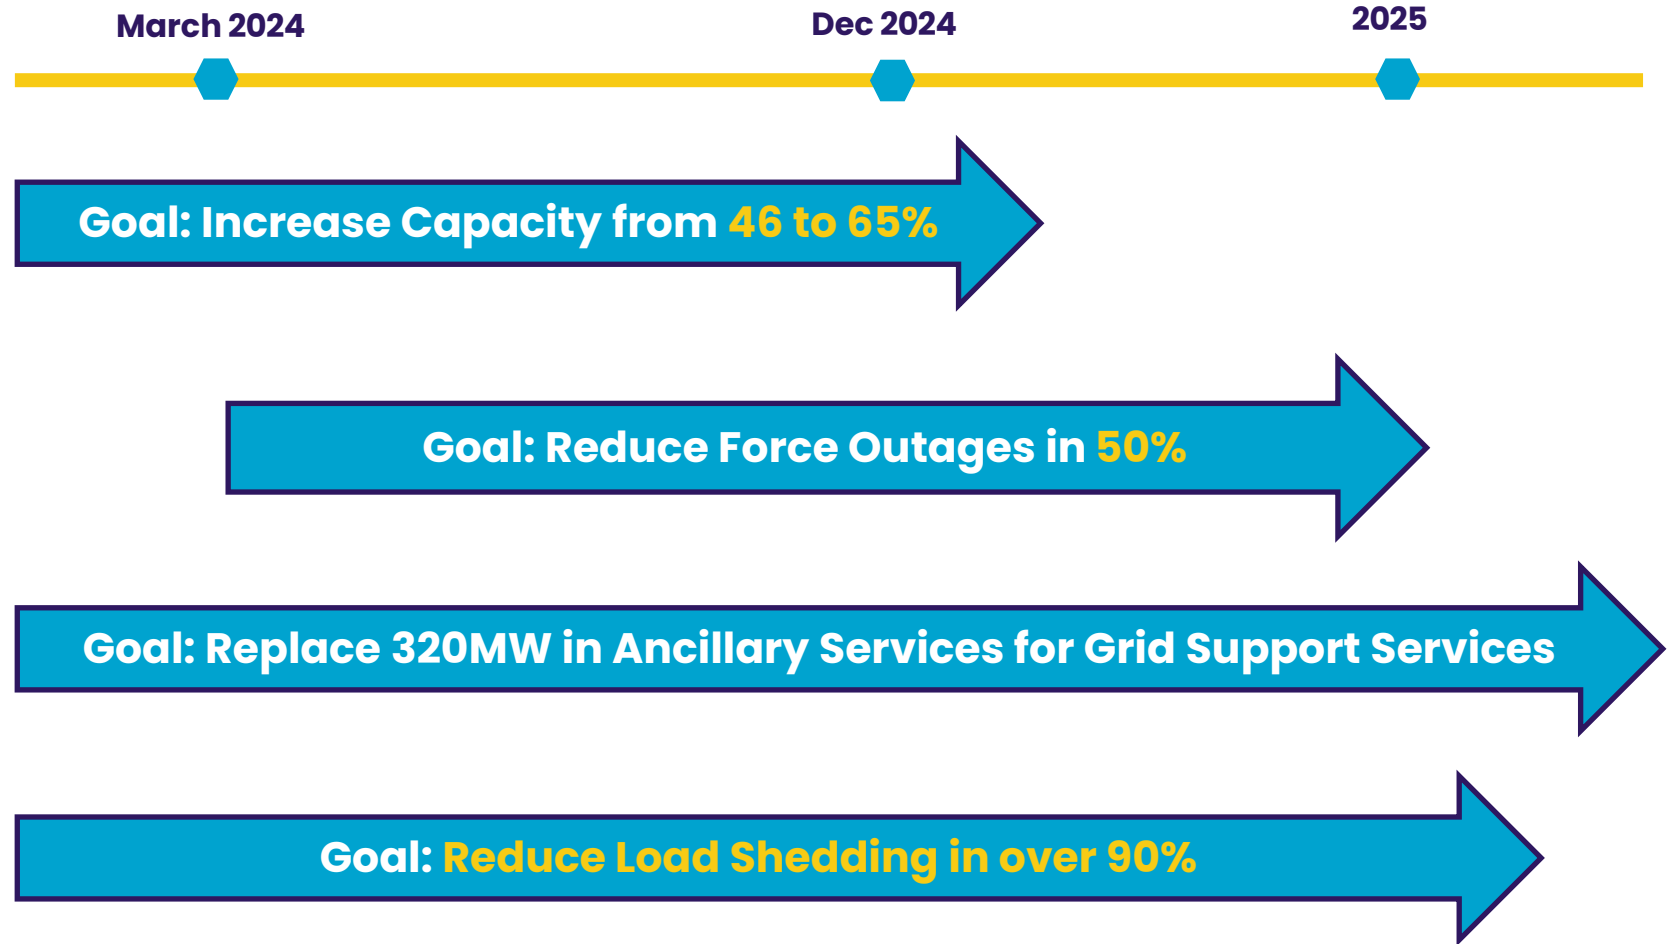 March 2024
Dec 2024
2025
Goal: Increase Capacity from 46 to 65%
Goal: Reduce Force Outages in 50%
Goal: Replace 320MW in Ancillary Services for Grid Support Services
Goal: Reduce Load Shedding in over 90%